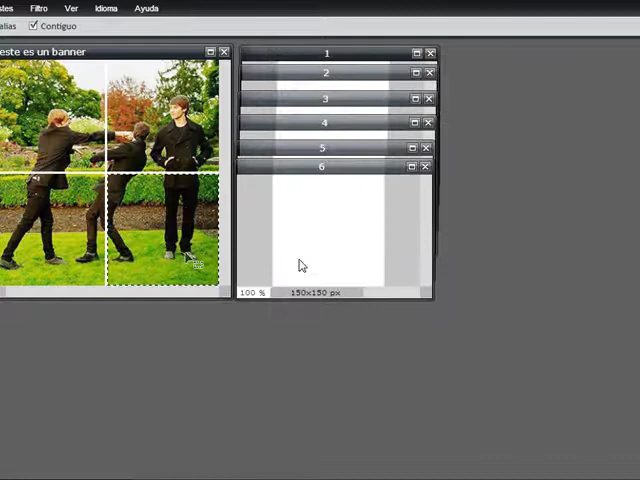 stes Filtro Ver Idioma Ayuda
alias Contiguo
este es un banner
1
2
3
4
5
6
100 % 150x150 px